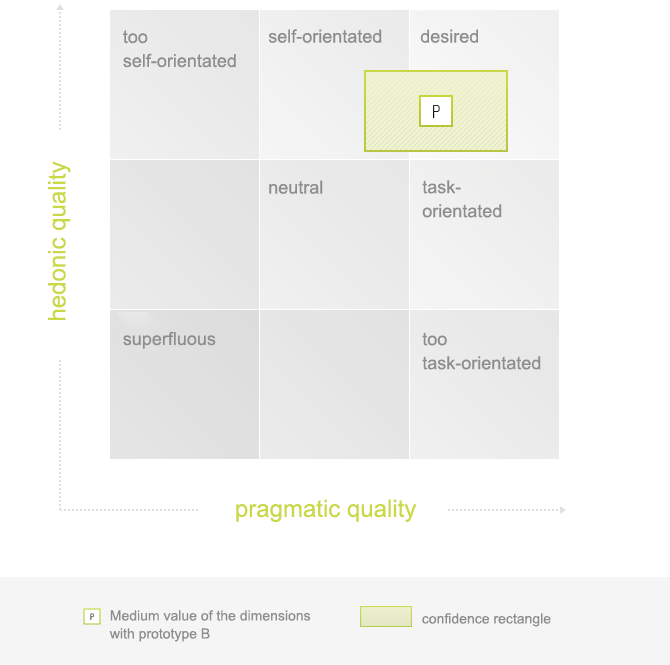 too
self-orientated
self-orientated
desired
P
hedonic quality
neutral
task-
orientated
superfluous
too
task-orientated
pragmatic quality
P
Medium value of the dimensions
with prototype B
confidence rectangle